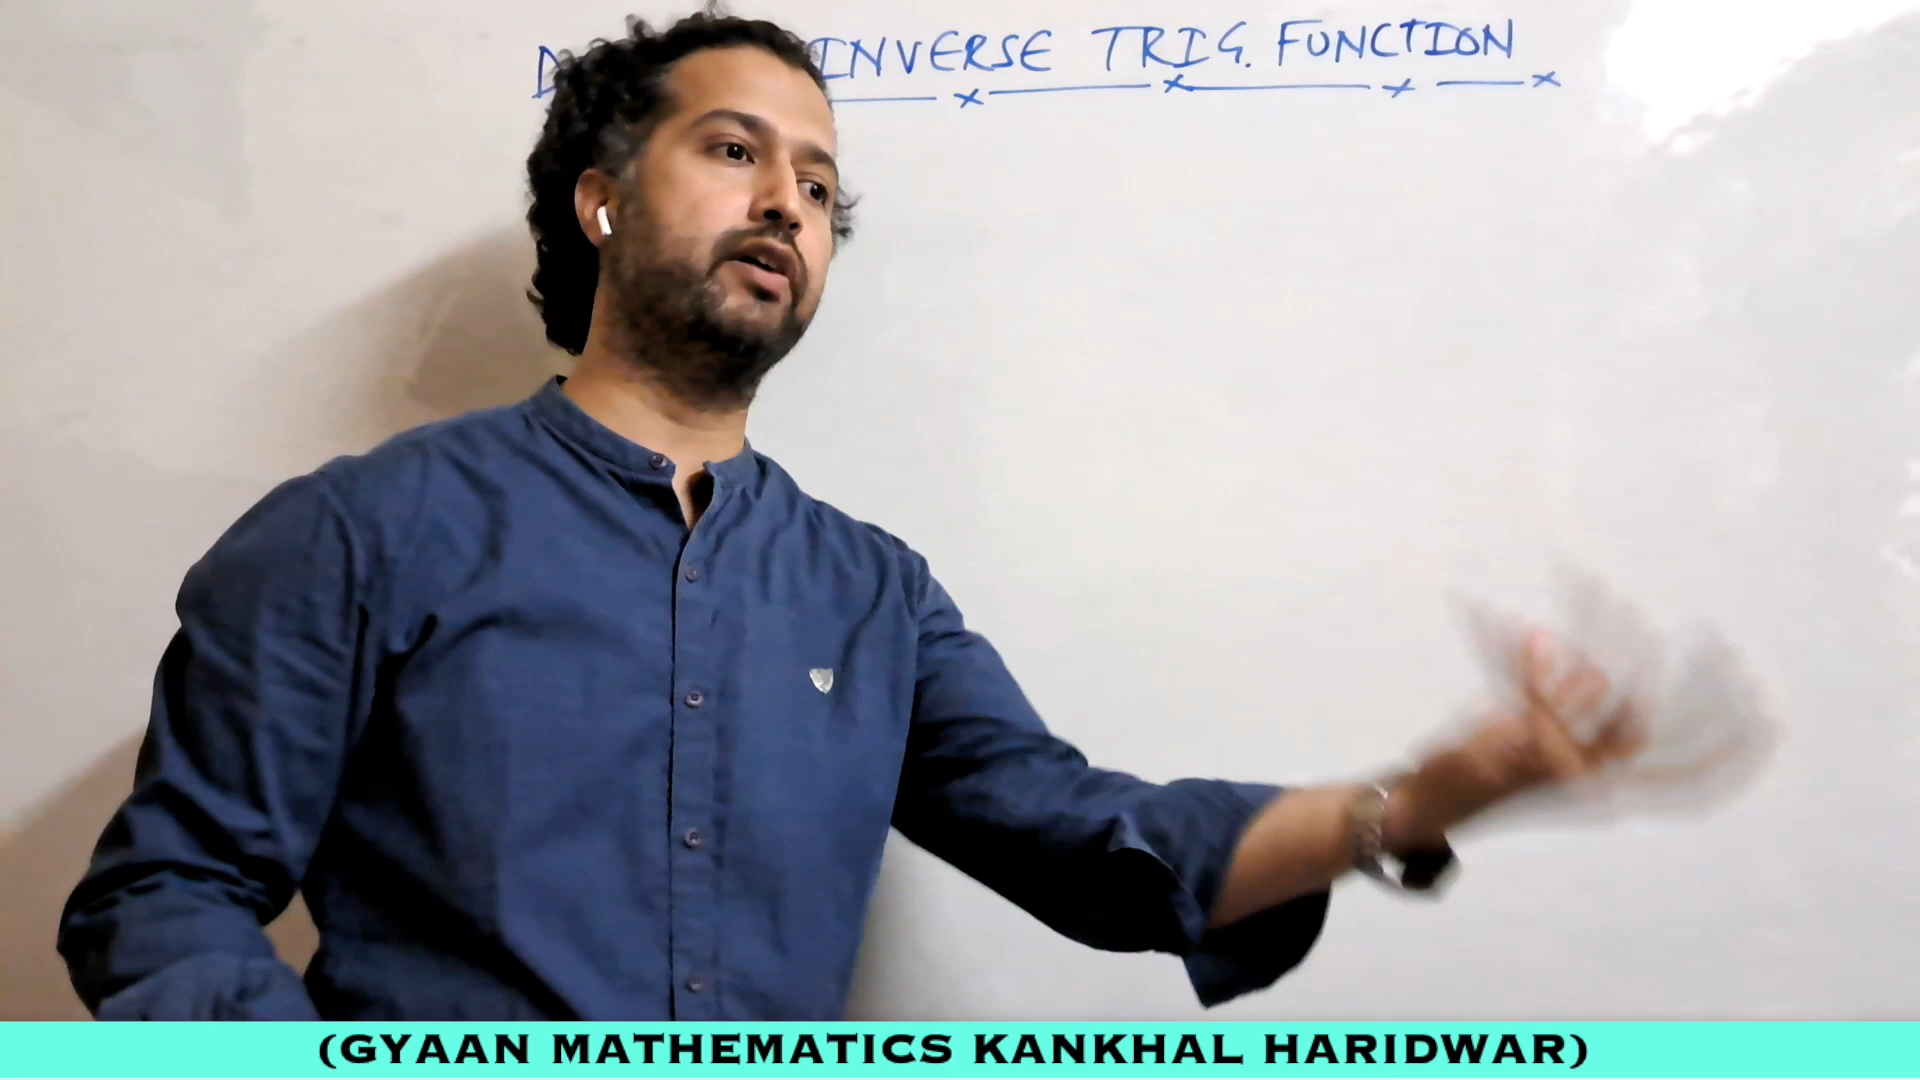 INVERSE TRIG. FUNCTION
(GYAAN MATHEMATICS KANKHAL HARIDWAR)